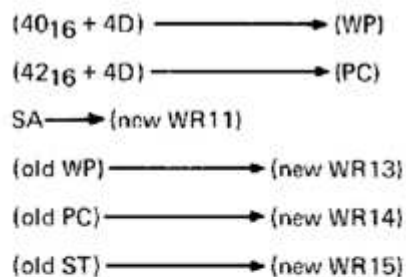 (40₁₆ + 4D) ⟶ (WP)
(42₁₆ + 4D) ⟶ (PC)
SA ⟶ (new WR11)
(old WP) ⟶ (new WR13)
(old PC) ⟶ (new WR14)
(old ST) ⟶ (new WR15)